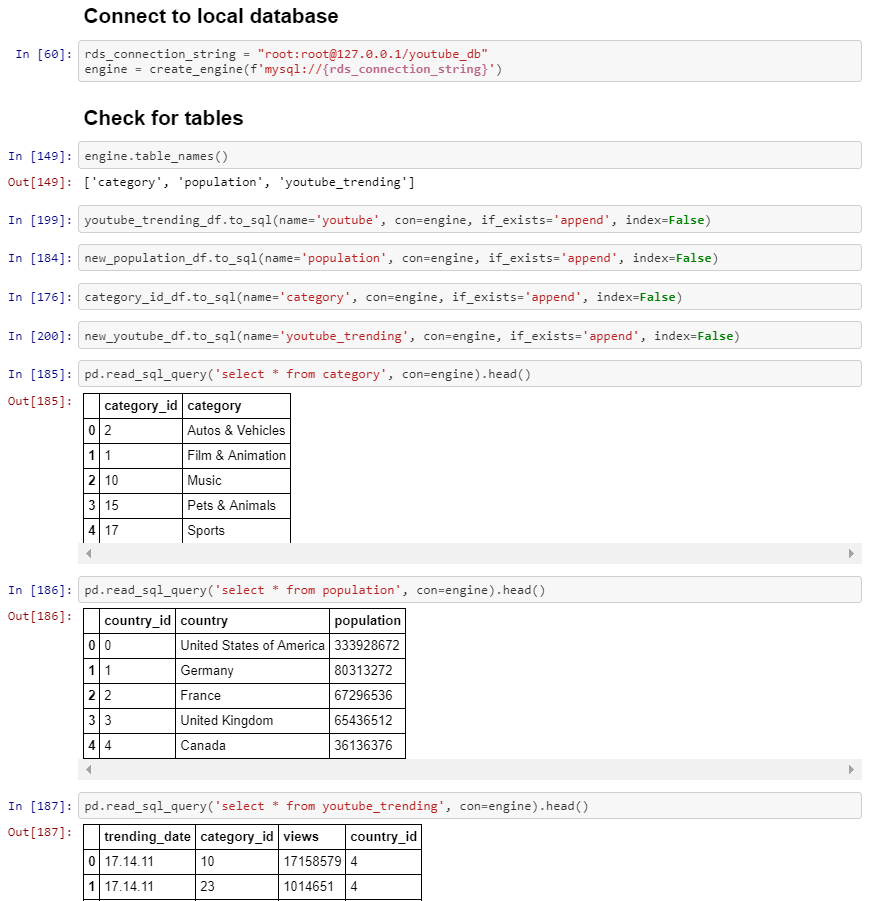 Connect to local database
In [60]: rds_connection_string = "root:root@127.0.0.1/youtube_db"
engine = create_engine(f'mysql://{rds_connection_string}')
Check for tables
In [149]: engine.table_names()
Out[149]: ['category', 'population', 'youtube_trending']
In [199]: youtube_trending_df.to_sql(name='youtube', con=engine, if_exists='append', index=False)
In [184]: new_population_df.to_sql(name='population', con=engine, if_exists='append', index=False)
In [176]: category_id_df.to_sql(name='category', con=engine, if_exists='append', index=False)
In [200]: new_youtube_df.to_sql(name='youtube_trending', con=engine, if_exists='append', index=False)
In [185]: pd.read_sql_query('select * from category', con=engine).head()
Out[185]:
category_id category
0 2 Autos & Vehicles
1 1 Film & Animation
2 10 Music
3 15 Pets & Animals
4 17 Sports
In [186]: pd.read_sql_query('select * from population', con=engine).head()
Out[186]:
country_id country population
0 0 United States of America 333928672
1 1 Germany 80313272
2 2 France 67296536
3 3 United Kingdom 65436512
4 4 Canada 36136376
In [187]: pd.read_sql_query('select * from youtube_trending', con=engine).head()
Out[187]:
trending_date category_id views country_id
0 17.14.11 10 17158579 4
1 17.14.11 23 1014651 4